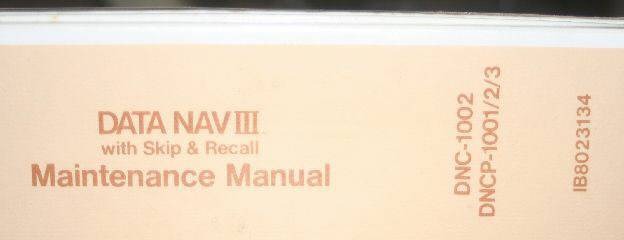 DATA NAV III
with Skip & Recall
Maintenance Manual
DNC-1002
DNCP-1001/2/3
IB8023134